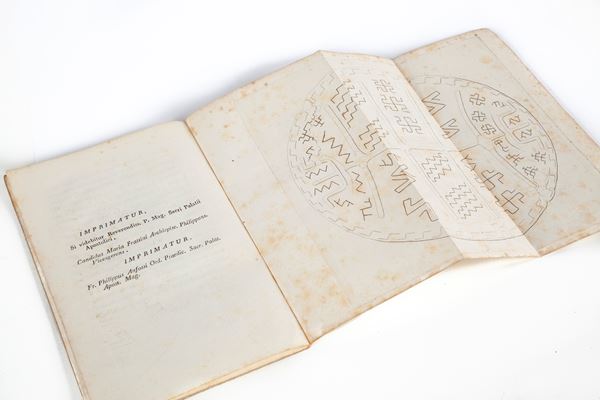 IMPRIMATUR,
Si videbitur Reverendiss. P. Mag. Sacri Palatii
Apostolici.
Candidus Maria Frattini Archiepisc. Philippens.
Vicesgerens.
IMPRIMATUR,
Fr. Philippus Anfossi Ord. Praedic. Sacr. Palat.
Apost. Mag.